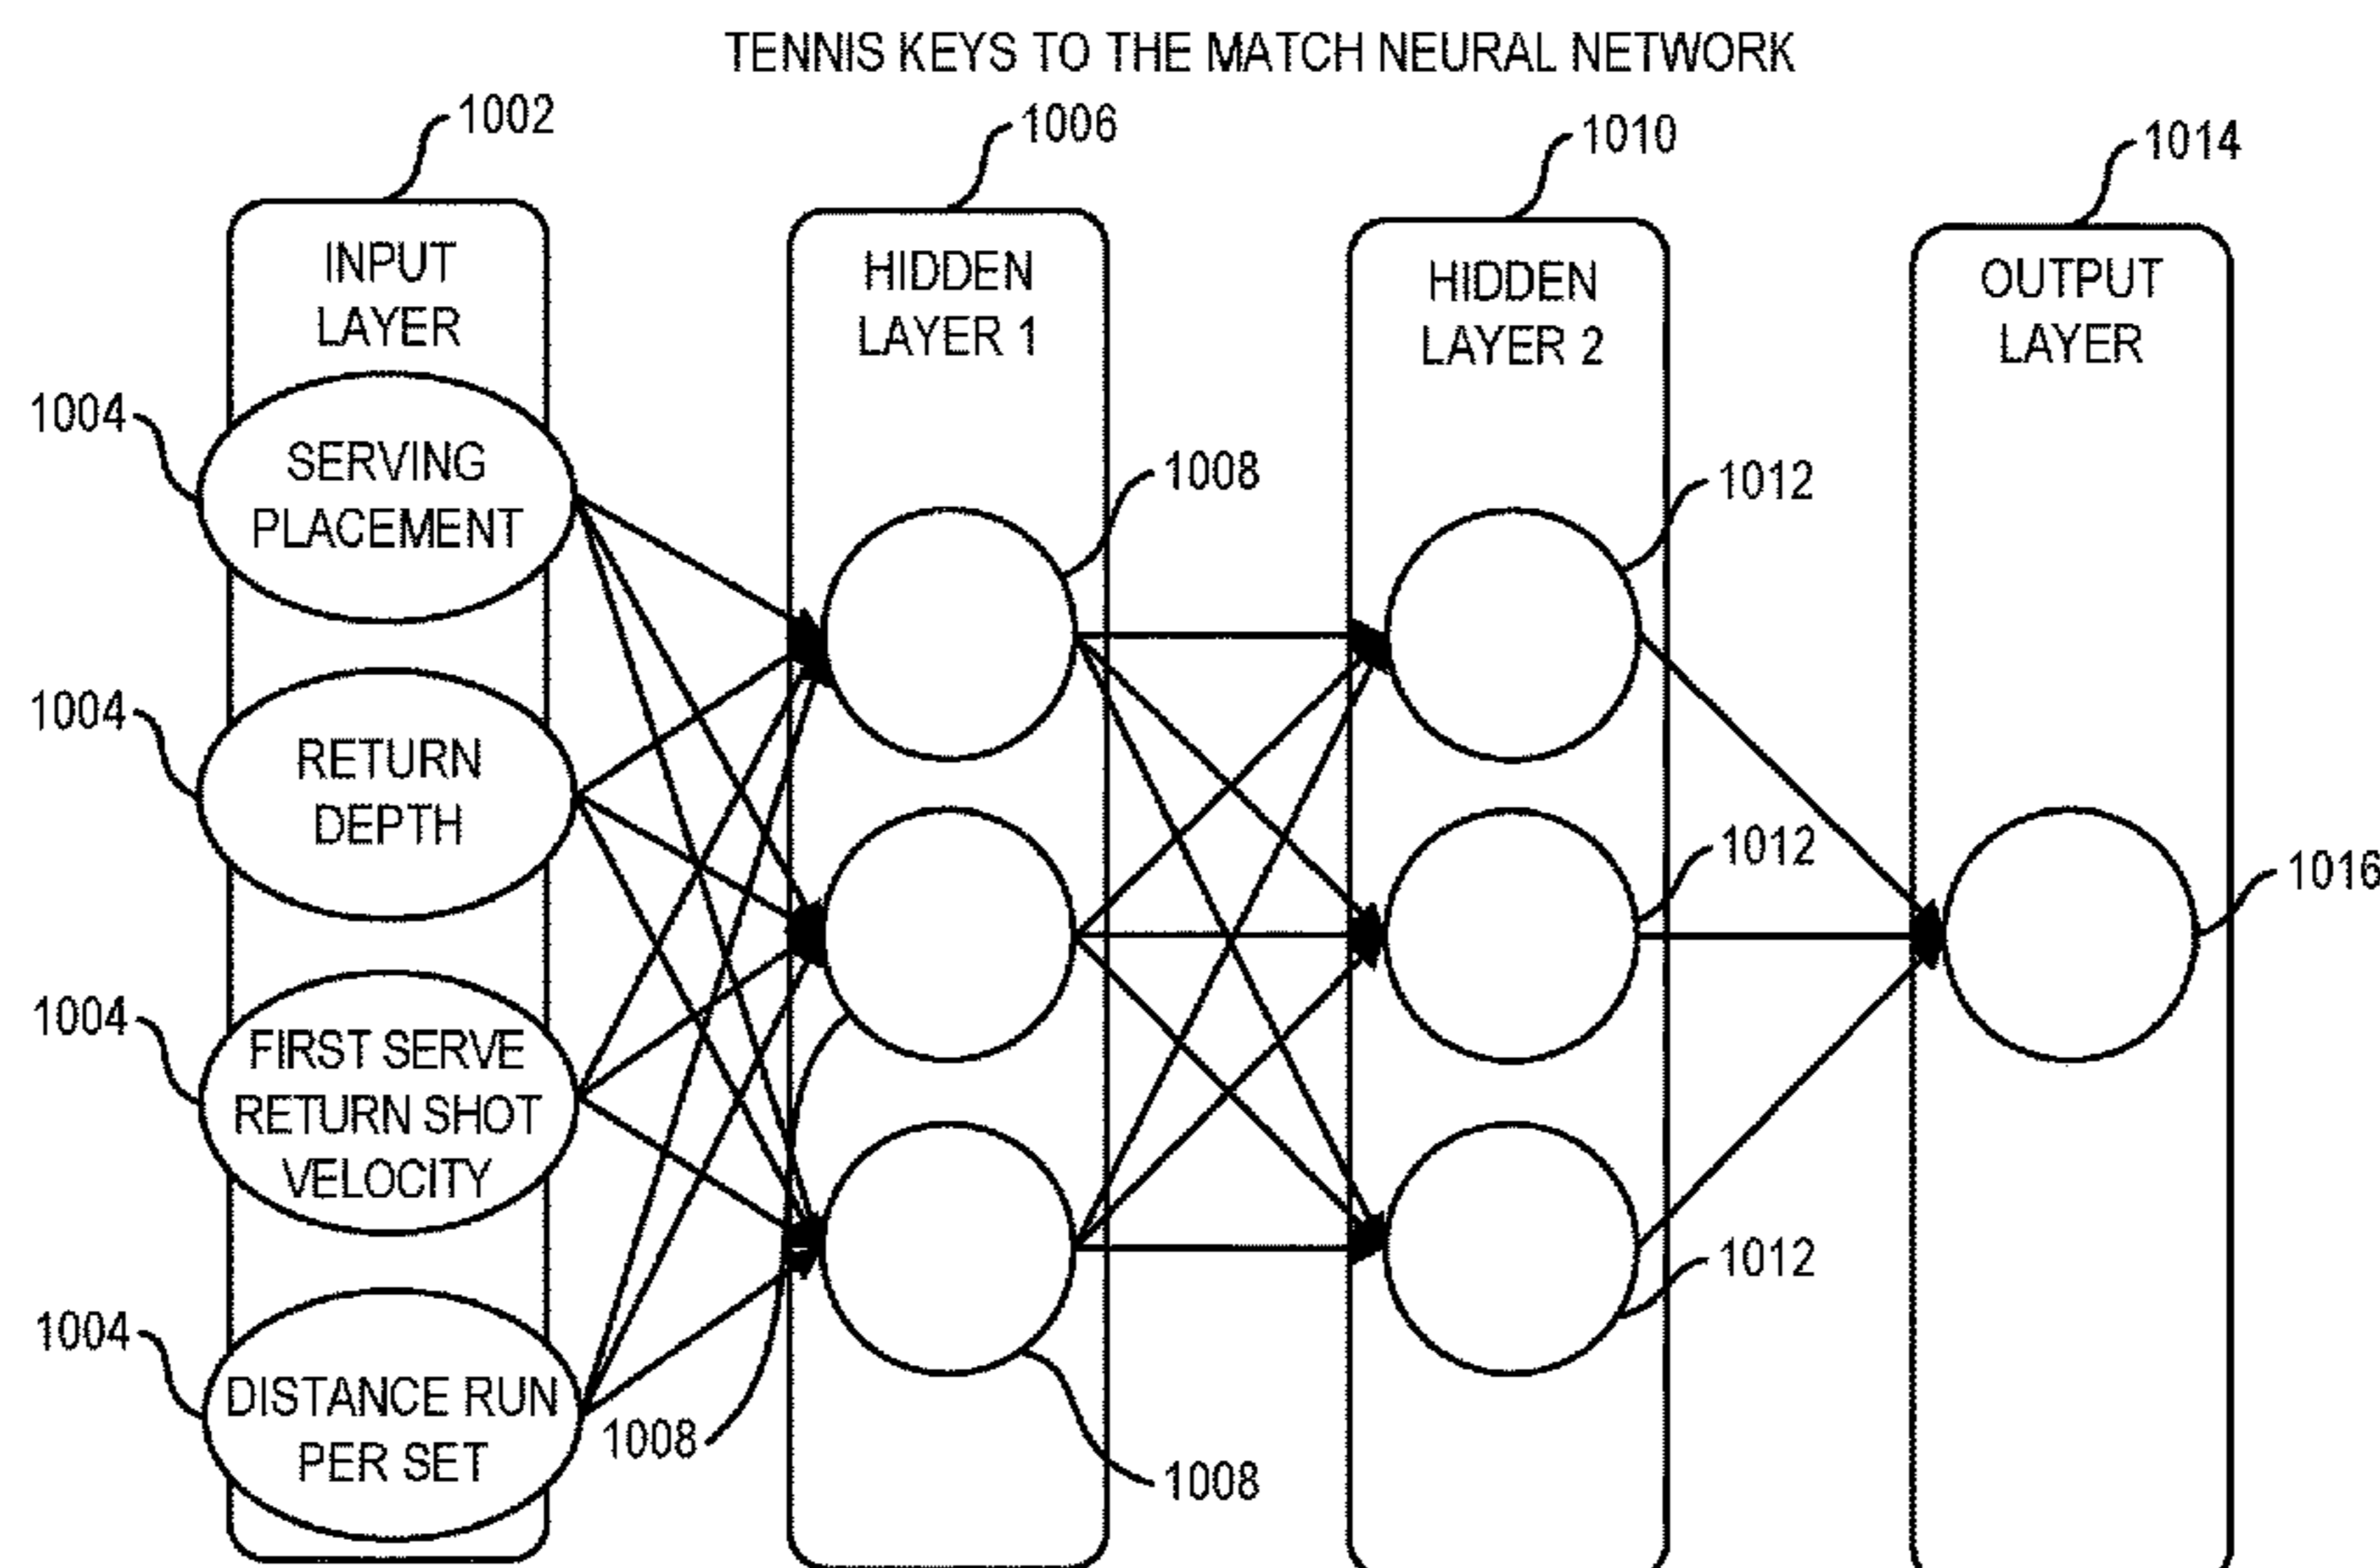 TENNIS KEYS TO THE MATCH NEURAL NETWORK
1002
1006
1010
1014
INPUT
LAYER
HIDDEN
LAYER 1
HIDDEN
LAYER 2
OUTPUT
LAYER
1004
SERVING
PLACEMENT
1008
1012
1004
RETURN
DEPTH
1012
1016
1004
FIRST SERVE
RETURN SHOT
VELOCITY
1012
1004
DISTANCE RUN
PER SET
1008
1008